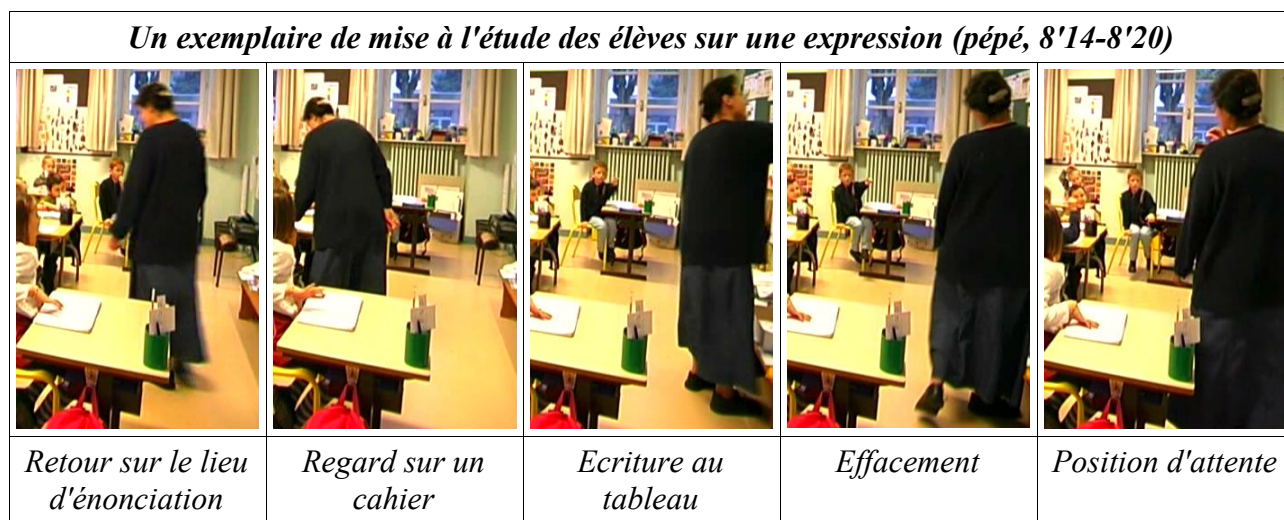 Un exemplaire de mise à l'étude des élèves sur une expression (pépé, 8'14-8'20)
Retour sur le lieu
d'énonciation
Regard sur un
cahier
Ecriture au
tableau
Effacement
Position d'attente